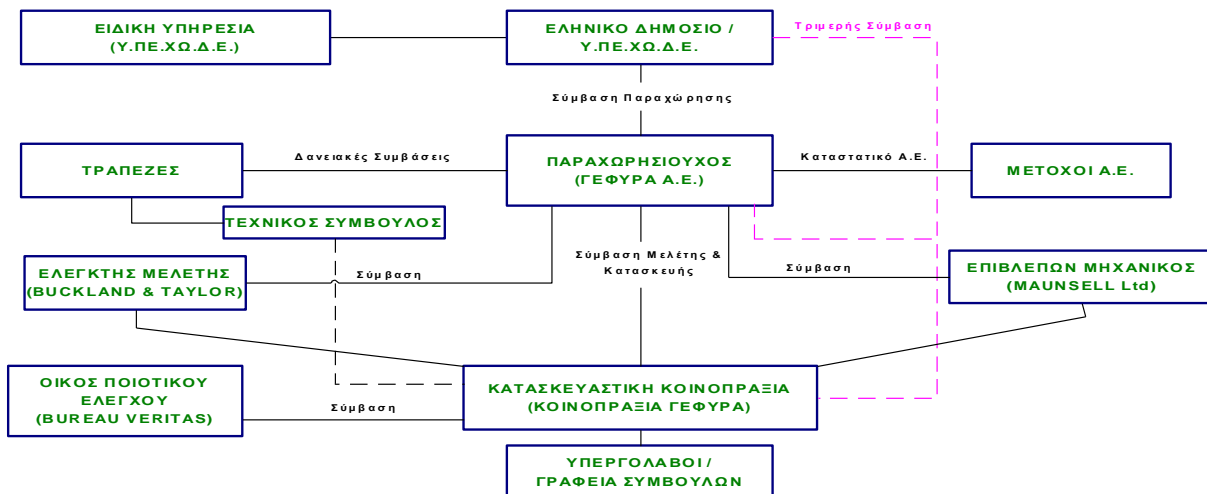 ΕΙΔΙΚΗ ΥΠΗΡΕΣΙΑ
(Υ.ΠΕ.ΧΩ.Δ.Ε.)
ΕΛΗΝΙΚΟ ΔΗΜΟΣΙΟ /
Υ.ΠΕ.ΧΩ.Δ.Ε.
Τριμερής Σύμβαση
Σύμβαση Παραχώρησης
ΤΡΑΠΕΖΕΣ
Δανειακές Συμβάσεις
ΠΑΡΑΧΩΡΗΣΙΟΥΧΟΣ
(ΓΕΦΥΡΑ Α.Ε.)
Καταστατικό Α.Ε.
ΜΕΤΟΧΟΙ Α.Ε.
ΤΕΧΝΙΚΟΣ ΣΥΜΒΟΥΛΟΣ
Σύμβαση Μελέτης &
Κατασκευής
ΕΛΕΓΚΤΗΣ ΜΕΛΕΤΗΣ
(BUCKLAND & TAYLOR)
Σύμβαση
Σύμβαση
ΕΠΙΒΛΕΠΩΝ ΜΗΧΑΝΙΚΟΣ
(MAUNSELL Ltd)
ΟΙΚΟΣ ΠΟΙΟΤΙΚΟΥ
ΕΛΕΓΧΟΥ
(BUREAU VERITAS)
Σύμβαση
ΚΑΤΑΣΚΕΥΑΣΤΙΚΗ ΚΟΙΝΟΠΡΑΞΙΑ
(ΚΟΙΝΟΠΡΑΞΙΑ ΓΕΦΥΡΑ)
ΥΠΕΡΓΟΛΑΒΟΙ /
ΓΡΑΦΕΙΑ ΣΥΜΒΟΥΛΩΝ